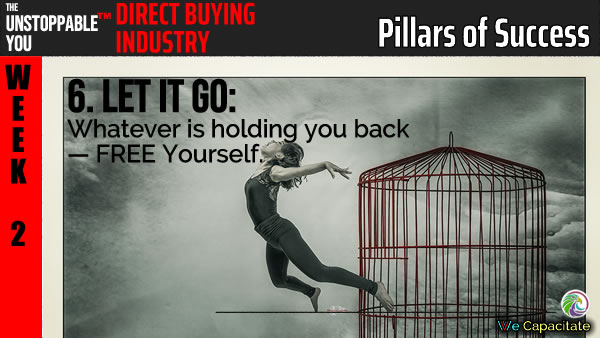 THE
UNSTOPPABLE™
YOU
DIRECT BUYING
INDUSTRY
Pillars of Success
WEEK
2
6. LET IT GO:
Whatever is holding you back
— FREE Yourself.
We Capacitate